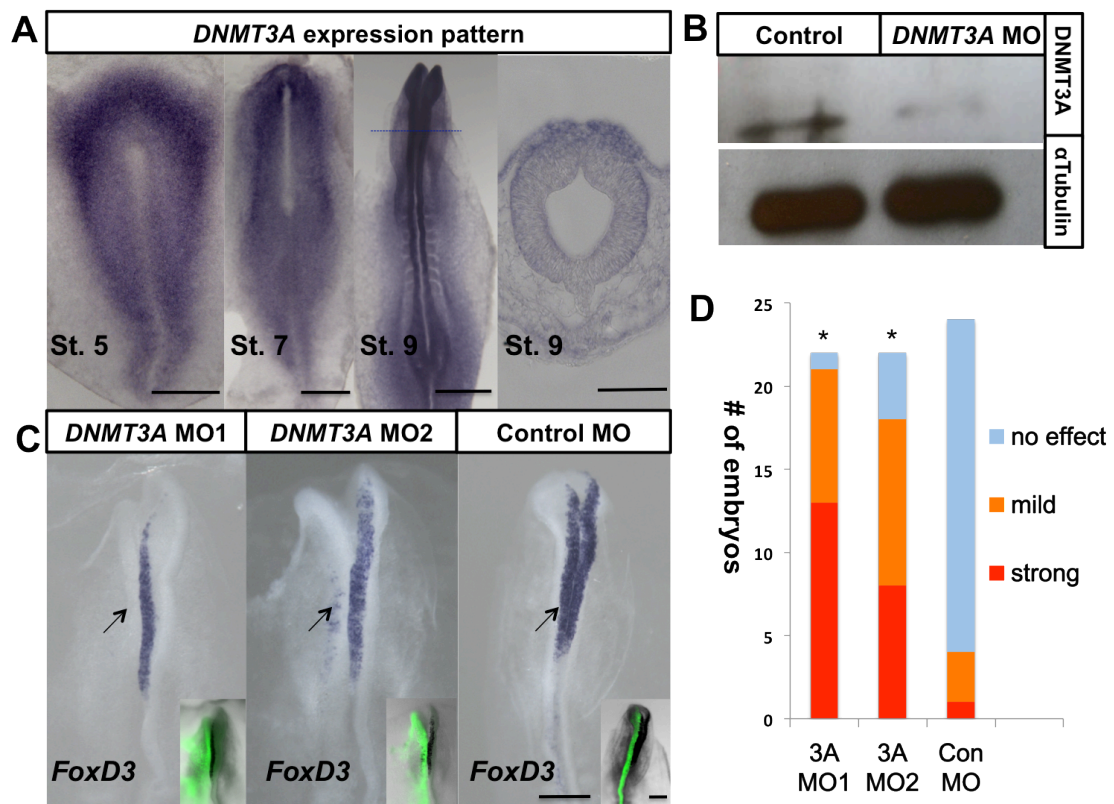 A
DNMT3A expression pattern
St. 5
St. 7
St. 9
St. 9
B
Control
DNMT3A MO
DNMT3A
αTubulin
C
DNMT3A MO1
DNMT3A MO2
Control MO
FoxD3
FoxD3
FoxD3
D
# of embryos
25
20
15
10
5
0
*
*
3A
MO1
3A
MO2
Con
MO
no effect
mild
strong